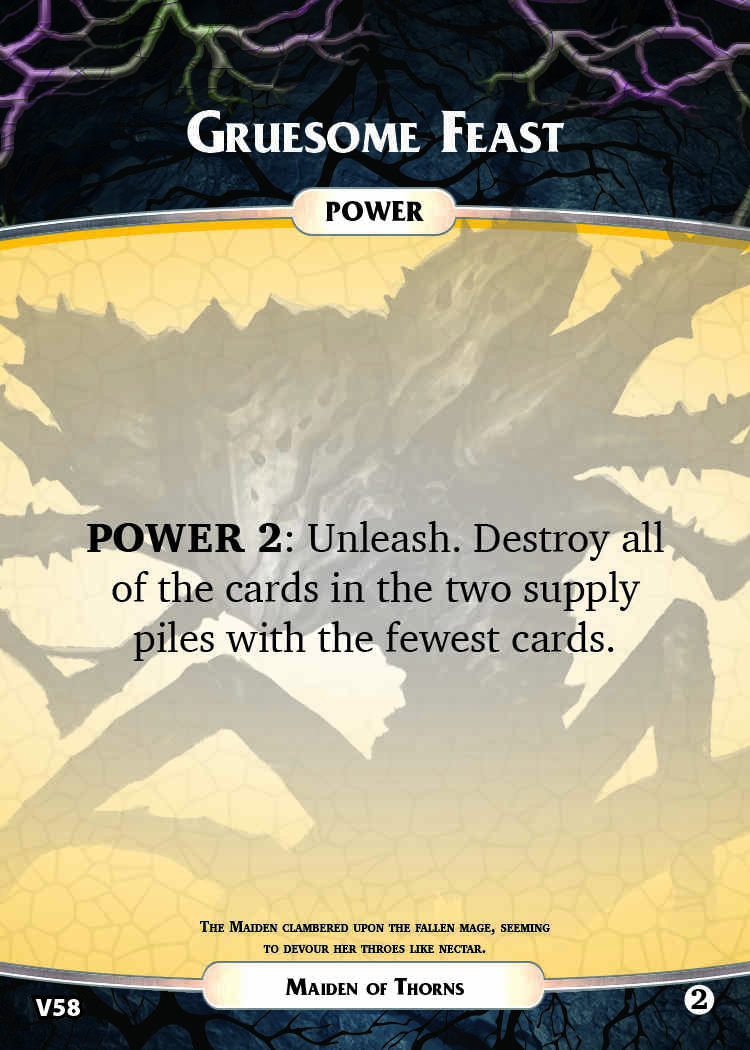 Gruesome Feast
POWER
POWER 2: Unleash. Destroy all
of the cards in the two supply
piles with the fewest cards.
The Maiden clambered upon the fallen mage, seeming
to devour her throes like nectar.
Maiden of Thorns
V58
2